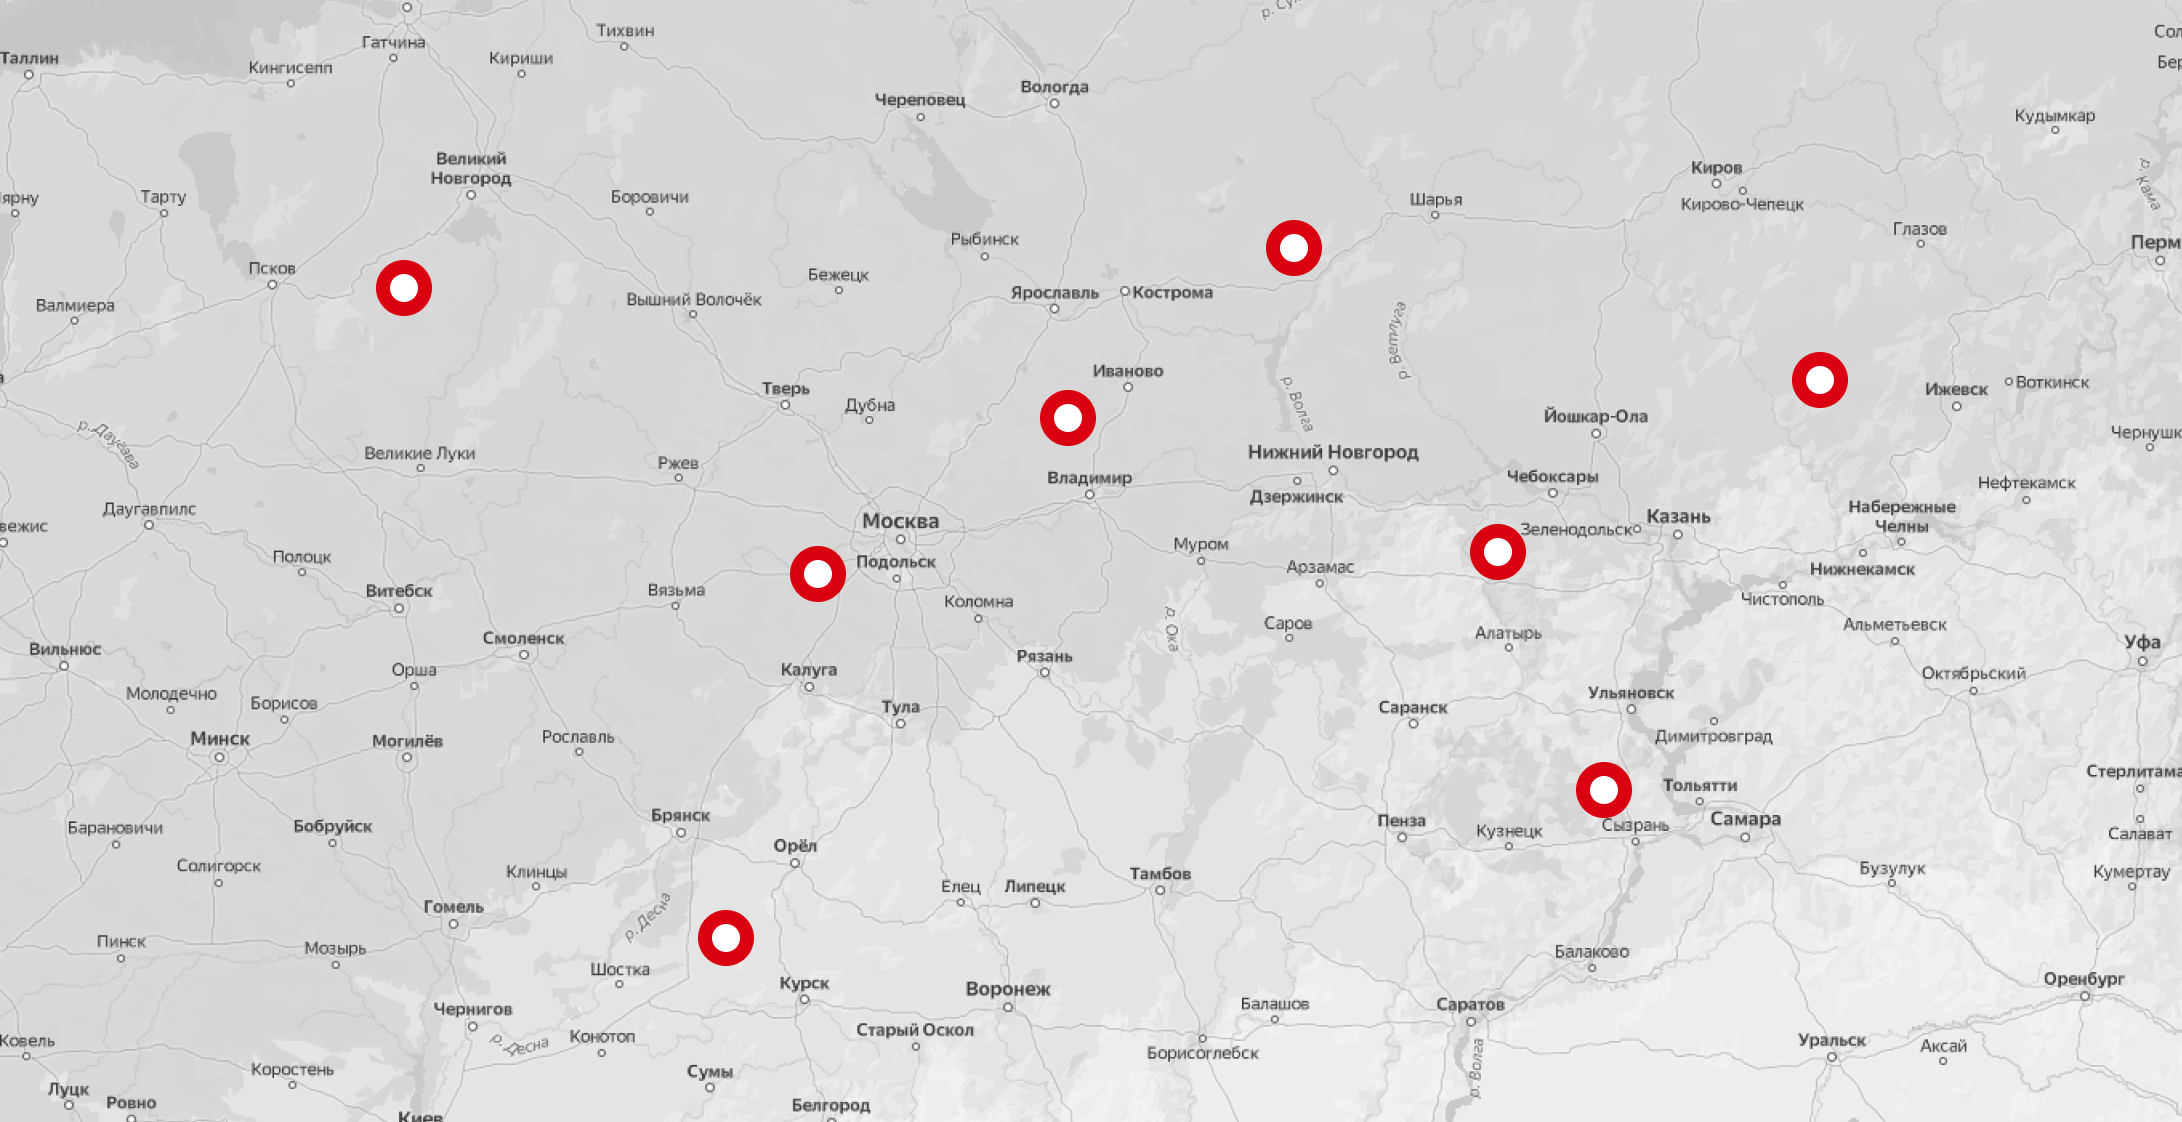 р. Су
Тихвин
Сол
Гатчина
Таллин
Кириши
Бер
Кингисепп
Вологда
Череповец
Кудымкар
Великий
Новгород
Киров
р. Кама
Тарту
Боровичи
ярну
Шарья
Кирово-Чепецк
Глазов
Рыбинск
Перм
Псков
Бежецк
Ярославль
Кострома
Вышний Волочёк
Валмиера
р. Ветлуга
Иваново
а
Воткинск
Тверь
Ижевск
р. Волга
Дубна
Йошкар-Ола
Чернушк
р. Даугава
Великие Луки
Нижний Новгород
Ржев
Владимир
Чебоксары
Нефтекамск
Дзержинск
Набережные
Челны
Даугавпилс
Москва
Казань
вежис
Зеленодольск
Муром
Полоцк
Подольск
Арзамас
Нижнекамск
Витебск
Вязьма
Коломна
Чистополь
Саров
Альметьевск
р. Ока
Алатырь
Смоленск
Уфа
Вильнюс
Рязань
Орша
Калуга
Октябрьский
Молодечно
Ульяновск
Борисов
Тула
Саранск
Минск
Могилёв
Рославль
Димитровград
Стерлитама
Тольятти
Брянск
Самара
Пенза
Барановичи
Бобруйск
Сызрань
Кузнецк
Салават
Орёл
Солигорск
Клинцы
Тамбов
Бузулук
Кумертау
Елец
Липецк
Гомель
р. Десна
Пинск
Мозырь
Балаково
Шостка
Оренбург
Курск
Воронеж
Чернигов
Балашов
Саратов
Старый Оскол
Конотоп
р. Десна
Ковель
Уральск
Аксай
Борисоглебск
р. Волга
Коростень
Сумы
Луцк
Ровно
Белгород
Киев